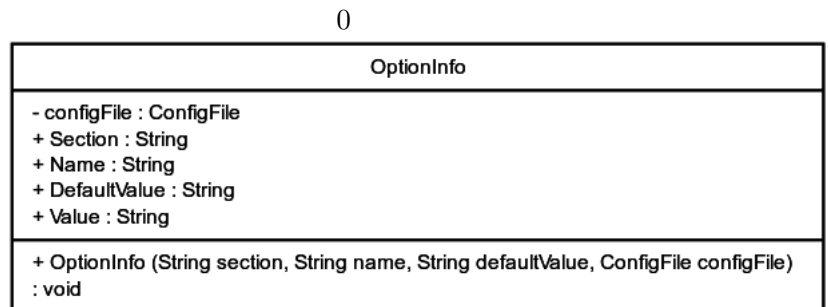 0
OptionInfo
- configFile : ConfigFile
+ Section : String
+ Name : String
+ DefaultValue : String
+ Value : String
+ OptionInfo (String section, String name, String defaultValue, ConfigFile configFile)
: void